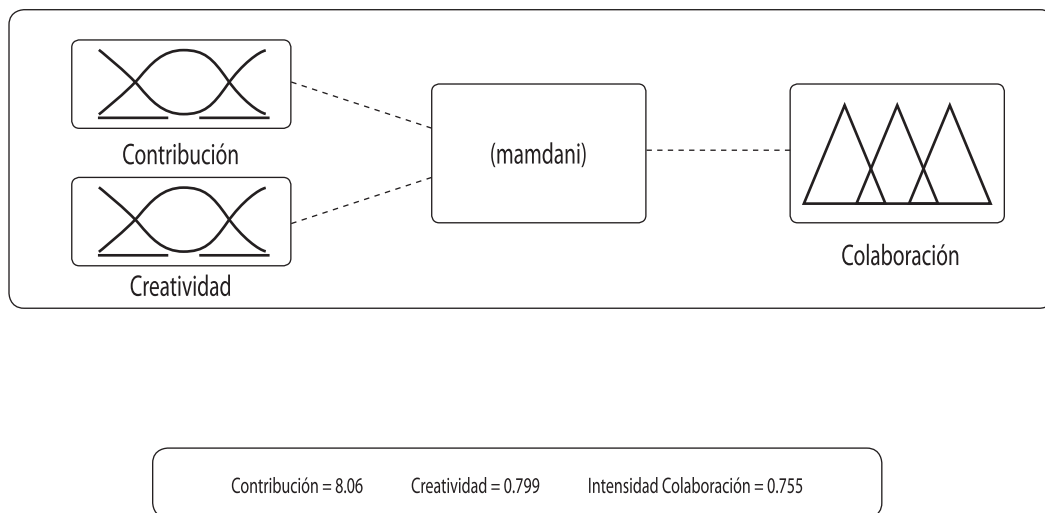 Contribución
(mamdani)
Creatividad
Colaboración
Contribución = 8.06 Creatividad = 0.799 Intensidad Colaboración = 0.755